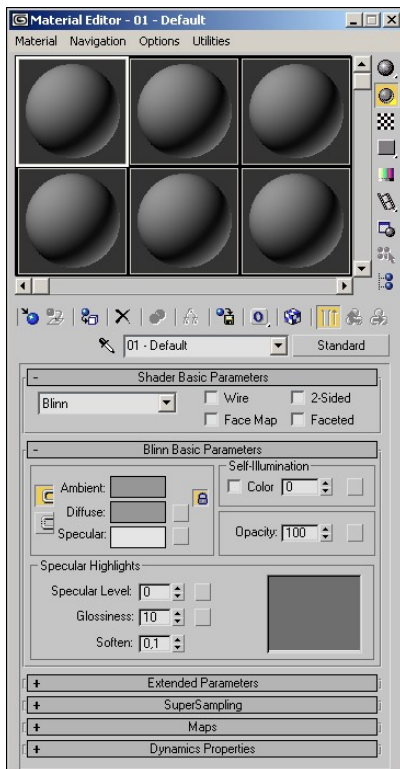 Material Editor - 01 - Default
Material Navigation Options Utilities
01 - Default Standard
- Shader Basic Parameters
Blinn Wire 2-Sided
Face Map Faceted
- Blinn Basic Parameters
Self-Illumination
Ambient: Color 0
Diffuse:
Specular: Opacity: 100
Specular Highlights
Specular Level: 0
Glossiness: 10
Soften: 0,1
+ Extended Parameters
+ SuperSampling
+ Maps
+ Dynamics Properties